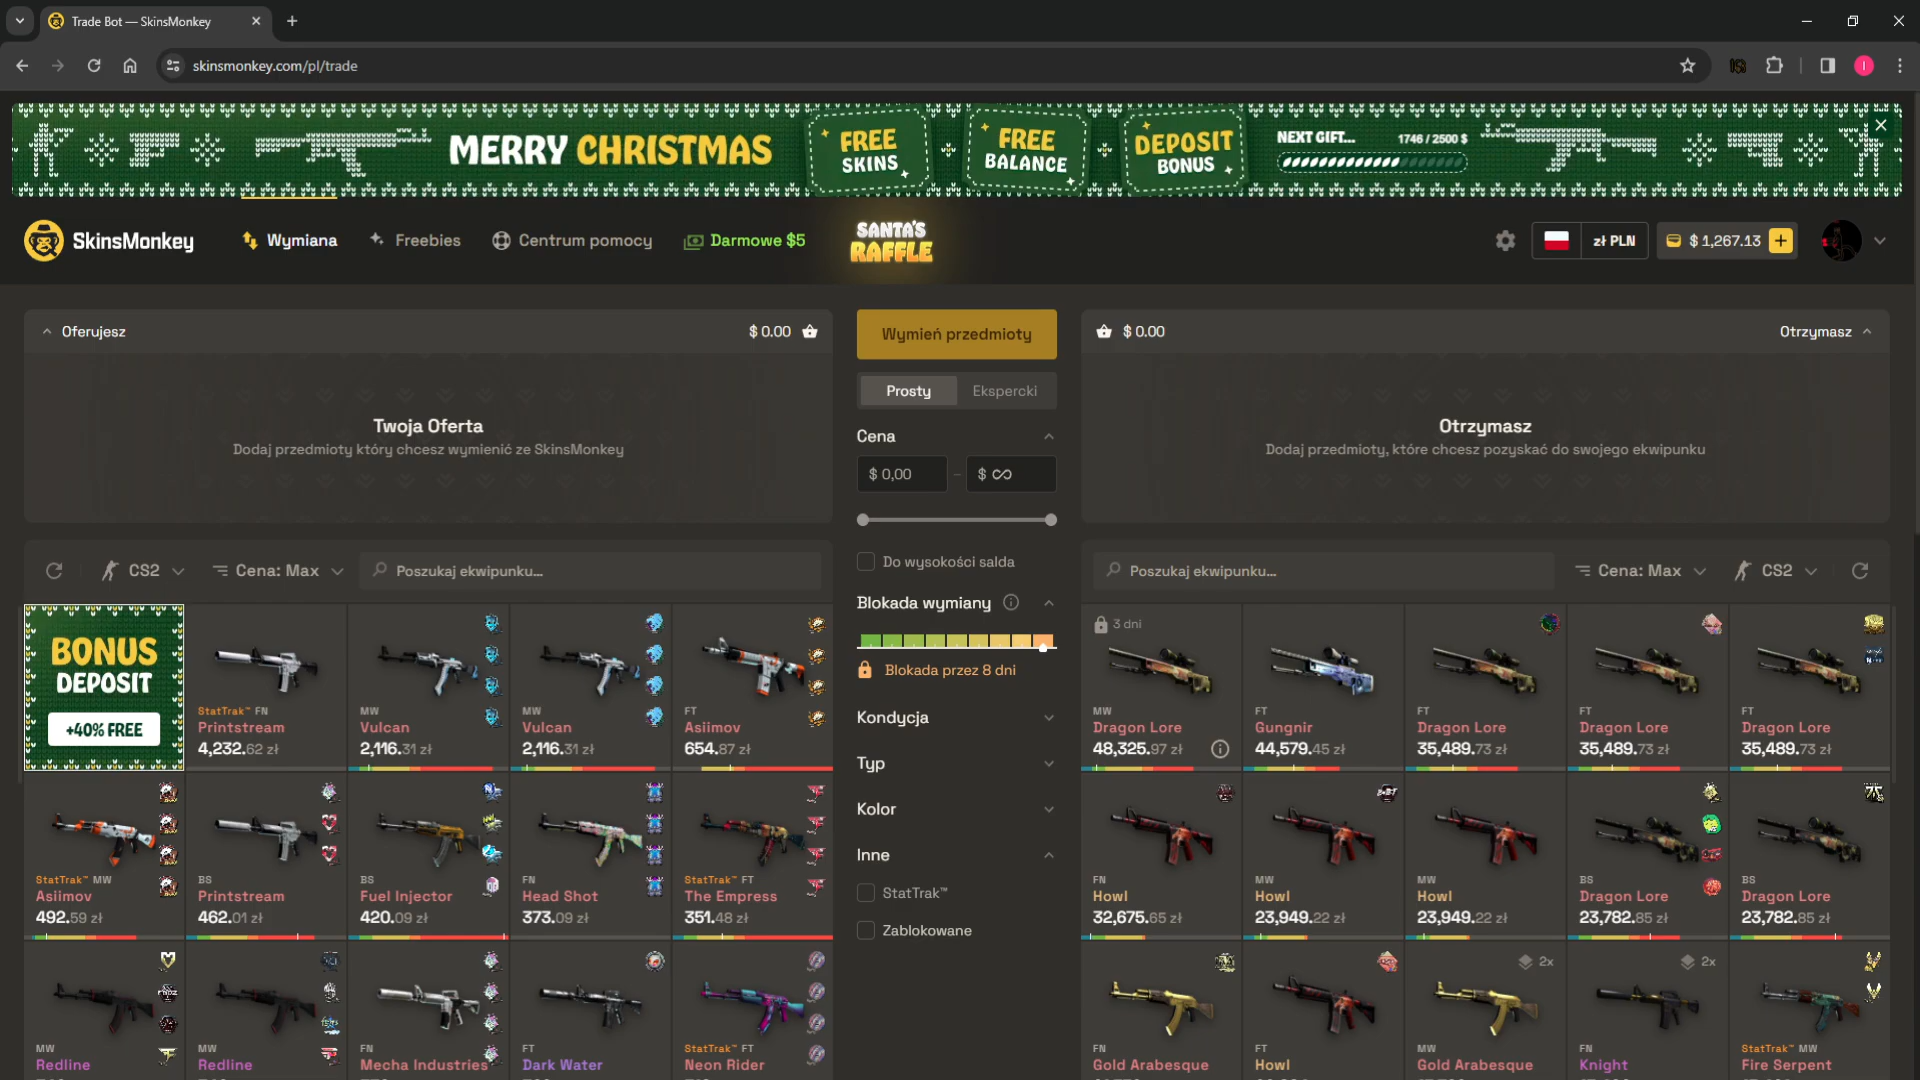 Trade Bot — SkinsMonkey
skinsmonkey.com/pl/trade
MERRY CHRISTMAS
FREE
SKINS
FREE
BALANCE
DEPOSIT
BONUS
NEXT GIFT... 1746 / 2500 $
SkinsMonkey
Wymiana
Freebies
Centrum pomocy
Darmowe $5
SANTA'S
RAFFLE
zł PLN
$ 1,267.13
Oferujesz
$ 0.00
Wymień przedmioty
$ 0.00
Otrzymasz
Prosty
Ekspercki
Twoja Oferta
Dodaj przedmioty który chcesz wymienić ze SkinsMonkey
Otrzymasz
Dodaj przedmioty, które chcesz pozyskać do swojego ekwipunku
Cena
$ 0,00
–
$ ∞
Do wysokości salda
Blokada wymiany
Blokada przez 8 dni
Kondycja
Typ
Kolor
Inne
StatTrak™
Zablokowane
CS2
Cena: Max
Poszukaj ekwipunku...
BONUS
DEPOSIT
+40% FREE
StatTrak™ FN
Printstream
4,232.62 zł
MW
Vulcan
2,116.31 zł
MW
Vulcan
2,116.31 zł
FT
Asiimov
654.87 zł
StatTrak™ MW
Asiimov
492.59 zł
BS
Printstream
462.01 zł
BS
Fuel Injector
420.09 zł
FN
Head Shot
373.09 zł
StatTrak™ FT
The Empress
351.48 zł
MW
Redline
MW
Redline
FN
Mecha Industries
FT
Dark Water
StatTrak™ FT
Neon Rider
Poszukaj ekwipunku...
Cena: Max
CS2
3 dni
MW
Dragon Lore
48,325.97 zł
FT
Gungnir
44,579.45 zł
FT
Dragon Lore
35,489.73 zł
FT
Dragon Lore
35,489.73 zł
FT
Dragon Lore
35,489.73 zł
FN
Howl
32,675.65 zł
MW
Howl
23,949.22 zł
MW
Howl
23,949.22 zł
BS
Dragon Lore
23,782.85 zł
BS
Dragon Lore
23,782.85 zł
FN
Gold Arabesque
FT
Howl
2x
MW
Gold Arabesque
2x
FN
Knight
StatTrak™ MW
Fire Serpent